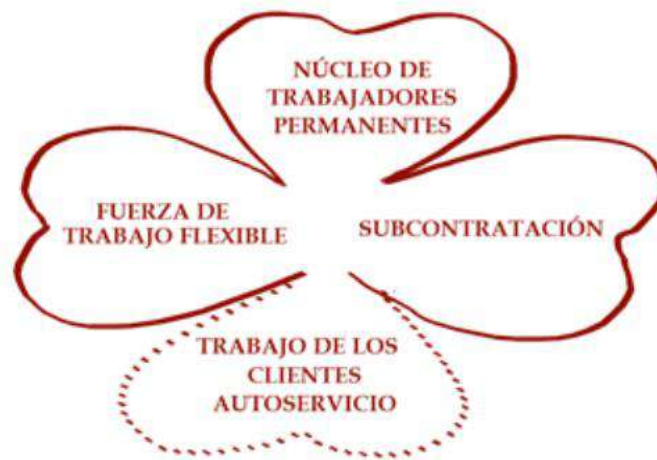 NÚCLEO DE
TRABAJADORES
PERMANENTES
FUERZA DE
TRABAJO FLEXIBLE
SUBCONTRATACIÓN
TRABAJO DE LOS
CLIENTES
AUTOSERVICIO